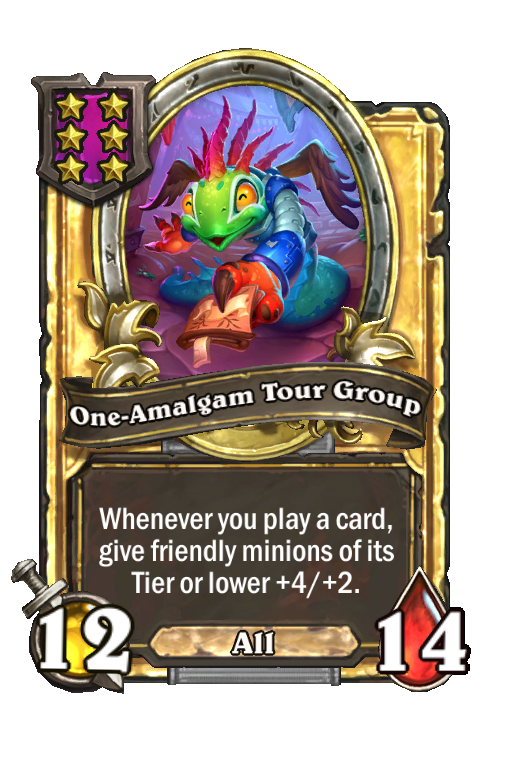 One-Amalgam Tour Group
Whenever you play a card,
give friendly minions of its
Tier or lower +4/+2.
12
All
14